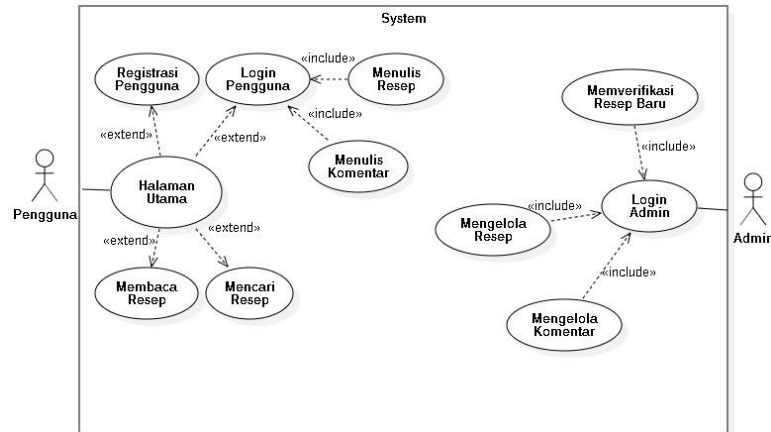 System
Registrasi
Pengguna
Login
Pengguna
«include»
Menulis
Resep
«include»
Menulis
Komentar
«extend»
«extend»
Pengguna
Halaman
Utama
«extend»
«extend»
Membaca
Resep
Mencari
Resep
Memverifikasi
Resep Baru
«include»
Login
Admin
Admin
Mengelola
Resep
«include»
«include»
Mengelola
Komentar